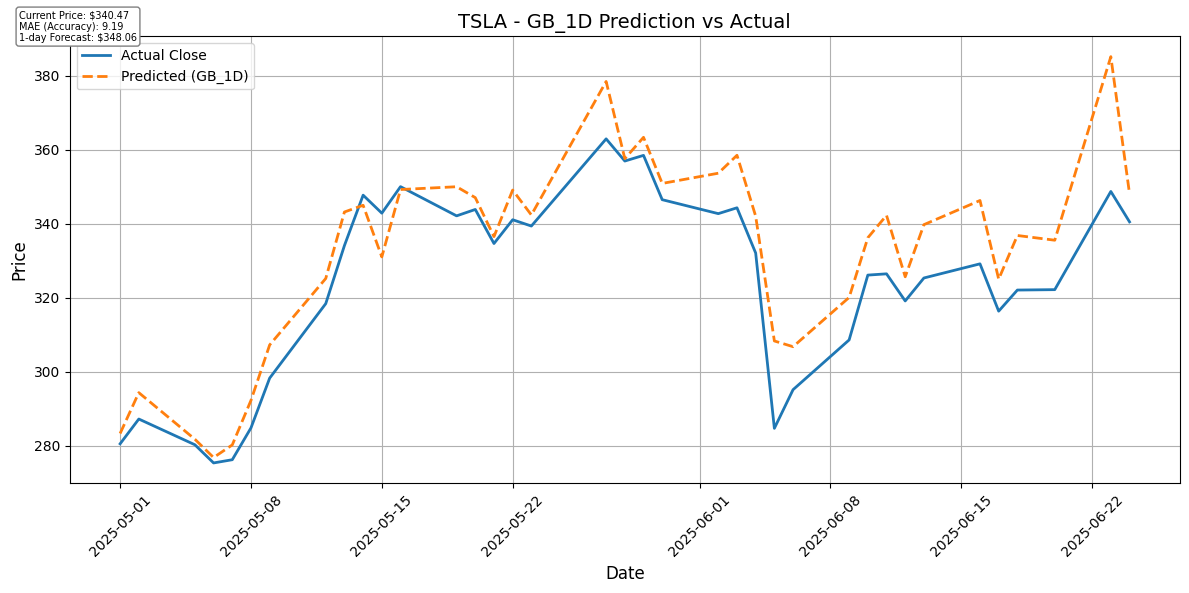 TSLA - GB_1D Prediction vs Actual
Current Price: $340.47
MAE (Accuracy): 9.19
1-day Forecast: $348.06
Actual Close
Predicted (GB_1D)
Price
380
360
340
320
300
280
2025-05-01
2025-05-08
2025-05-15
2025-05-22
2025-06-01
2025-06-08
2025-06-15
2025-06-22
Date